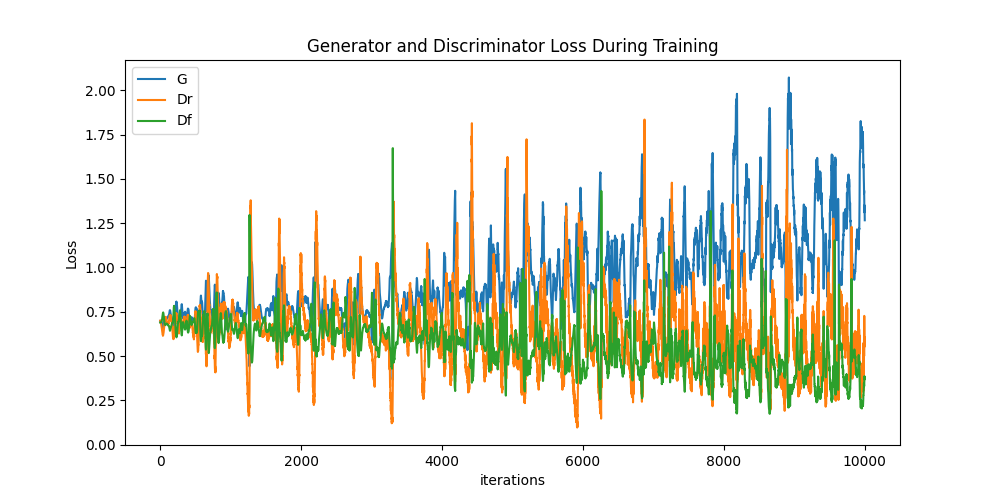 Generator and Discriminator Loss During Training
G
Dr
Df
2.00
1.75
1.50
1.25
1.00
0.75
0.50
0.25
0.00
Loss
0 2000 4000 6000 8000 10000
iterations